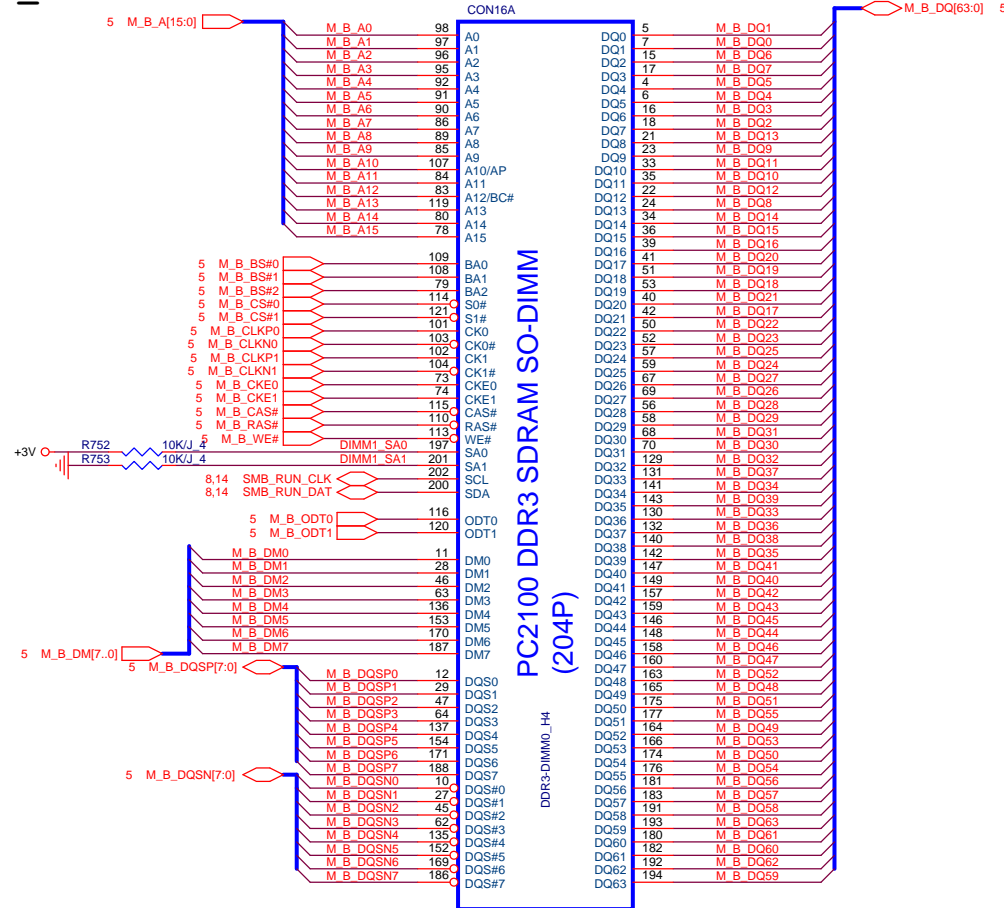 CON16A
5 M_B_A[15:0]
M_B_A0 98 A0
M_B_A1 97 A1
M_B_A2 96 A2
M_B_A3 95 A3
M_B_A4 92 A4
M_B_A5 91 A5
M_B_A6 90 A6
M_B_A7 86 A7
M_B_A8 89 A8
M_B_A9 85 A9
M_B_A10 107 A10/AP
M_B_A11 84 A11
M_B_A12 83 A12/BC#
M_B_A13 119 A13
M_B_A14 80 A14
M_B_A15 78 A15
5 M_B_BS#0 109 BA0
5 M_B_BS#1 108 BA1
5 M_B_BS#2 79 BA2
5 M_B_CS#0 114 S0#
5 M_B_CS#1 121 S1#
5 M_B_CLKP0 101 CK0
5 M_B_CLKN0 103 CK0#
5 M_B_CLKP1 102 CK1
5 M_B_CLKN1 104 CK1#
5 M_B_CKE0 73 CKE0
5 M_B_CKE1 74 CKE1
5 M_B_CAS# 115 CAS#
5 M_B_RAS# 110 RAS#
5 M_B_WE# 113 WE#
+3V R752 10K/J_4 DIMM1_SA0 197 SA0
R753 10K/J_4 DIMM1_SA1 201 SA1
8,14 SMB_RUN_CLK 202 SCL
8,14 SMB_RUN_DAT 200 SDA
5 M_B_ODT0 116 ODT0
5 M_B_ODT1 120 ODT1
M_B_DM0 11 DM0
M_B_DM1 28 DM1
M_B_DM2 46 DM2
M_B_DM3 63 DM3
M_B_DM4 136 DM4
M_B_DM5 153 DM5
M_B_DM6 170 DM6
M_B_DM7 187 DM7
5 M_B_DM[7..0]
5 M_B_DQSP[7:0]
M_B_DQSP0 12 DQS0
M_B_DQSP1 29 DQS1
M_B_DQSP2 47 DQS2
M_B_DQSP3 64 DQS3
M_B_DQSP4 137 DQS4
M_B_DQSP5 154 DQS5
M_B_DQSP6 171 DQS6
M_B_DQSP7 188 DQS7
5 M_B_DQSN[7:0]
M_B_DQSN0 10 DQS#0
M_B_DQSN1 27 DQS#1
M_B_DQSN2 45 DQS#2
M_B_DQSN3 62 DQS#3
M_B_DQSN4 135 DQS#4
M_B_DQSN5 152 DQS#5
M_B_DQSN6 169 DQS#6
M_B_DQSN7 186 DQS#7
PC2100 DDR3 SDRAM SO-DIMM
(204P)
DDR3-DIMM0_H4
M_B_DQ[63:0] 5
DQ0 5 M_B_DQ1
DQ1 7 M_B_DQ0
DQ2 15 M_B_DQ6
DQ3 17 M_B_DQ7
DQ4 4 M_B_DQ5
DQ5 6 M_B_DQ4
DQ6 16 M_B_DQ3
DQ7 18 M_B_DQ2
DQ8 21 M_B_DQ13
DQ9 23 M_B_DQ9
DQ10 33 M_B_DQ11
DQ11 35 M_B_DQ10
DQ12 22 M_B_DQ12
DQ13 24 M_B_DQ8
DQ14 34 M_B_DQ14
DQ15 36 M_B_DQ15
DQ16 39 M_B_DQ16
DQ17 41 M_B_DQ20
DQ18 51 M_B_DQ19
DQ19 53 M_B_DQ18
DQ20 40 M_B_DQ21
DQ21 42 M_B_DQ17
DQ22 50 M_B_DQ22
DQ23 52 M_B_DQ23
DQ24 57 M_B_DQ25
DQ25 59 M_B_DQ24
DQ26 67 M_B_DQ27
DQ27 69 M_B_DQ26
DQ28 56 M_B_DQ28
DQ29 58 M_B_DQ29
DQ30 68 M_B_DQ31
DQ31 70 M_B_DQ30
DQ32 129 M_B_DQ32
DQ33 131 M_B_DQ37
DQ34 141 M_B_DQ34
DQ35 143 M_B_DQ39
DQ36 130 M_B_DQ33
DQ37 132 M_B_DQ36
DQ38 140 M_B_DQ38
DQ39 142 M_B_DQ35
DQ40 147 M_B_DQ41
DQ41 149 M_B_DQ40
DQ42 157 M_B_DQ42
DQ43 159 M_B_DQ43
DQ44 146 M_B_DQ45
DQ45 148 M_B_DQ44
DQ46 158 M_B_DQ46
DQ47 160 M_B_DQ47
DQ48 163 M_B_DQ52
DQ49 165 M_B_DQ48
DQ50 175 M_B_DQ51
DQ51 177 M_B_DQ55
DQ52 164 M_B_DQ49
DQ53 166 M_B_DQ53
DQ54 174 M_B_DQ50
DQ55 176 M_B_DQ54
DQ56 181 M_B_DQ56
DQ57 183 M_B_DQ57
DQ58 191 M_B_DQ58
DQ59 193 M_B_DQ63
DQ60 180 M_B_DQ61
DQ61 182 M_B_DQ60
DQ62 192 M_B_DQ62
DQ63 194 M_B_DQ59